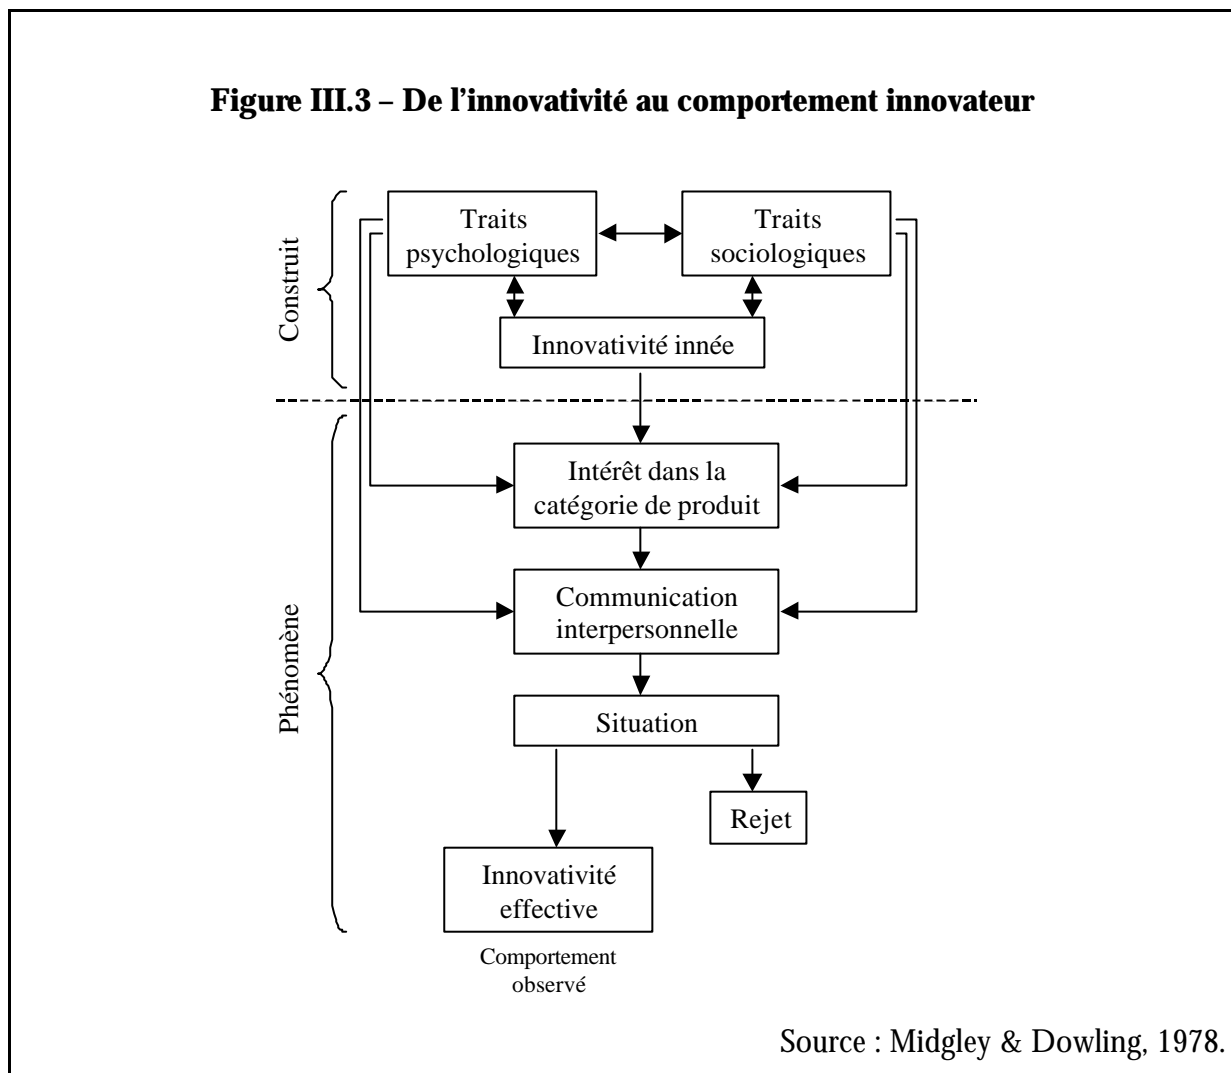 Figure III.3 – De l’innovativité au comportement innovateur
Construit
Traits
psychologiques
Traits
sociologiques
Innovativité innée
Phénomène
Intérêt dans la
catégorie de produit
Communication
interpersonnelle
Situation
Rejet
Innovativité
effective
Comportement
observé
Source : Midgley & Dowling, 1978.